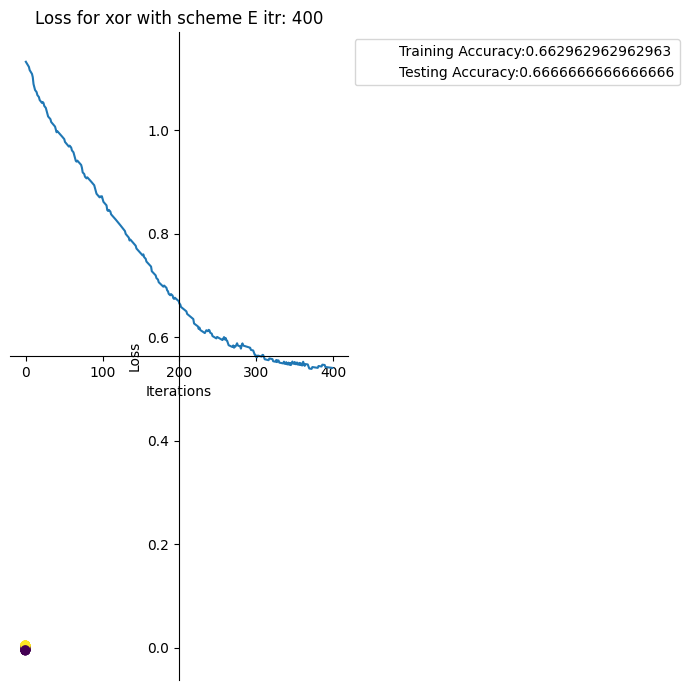 Loss for xor with scheme E itr: 400
Training Accuracy:0.662962962962963
Testing Accuracy:0.6666666666666666
1.0
0.8
0.6
Loss
0 100 200 300 400
Iterations
0.4
0.2
0.0